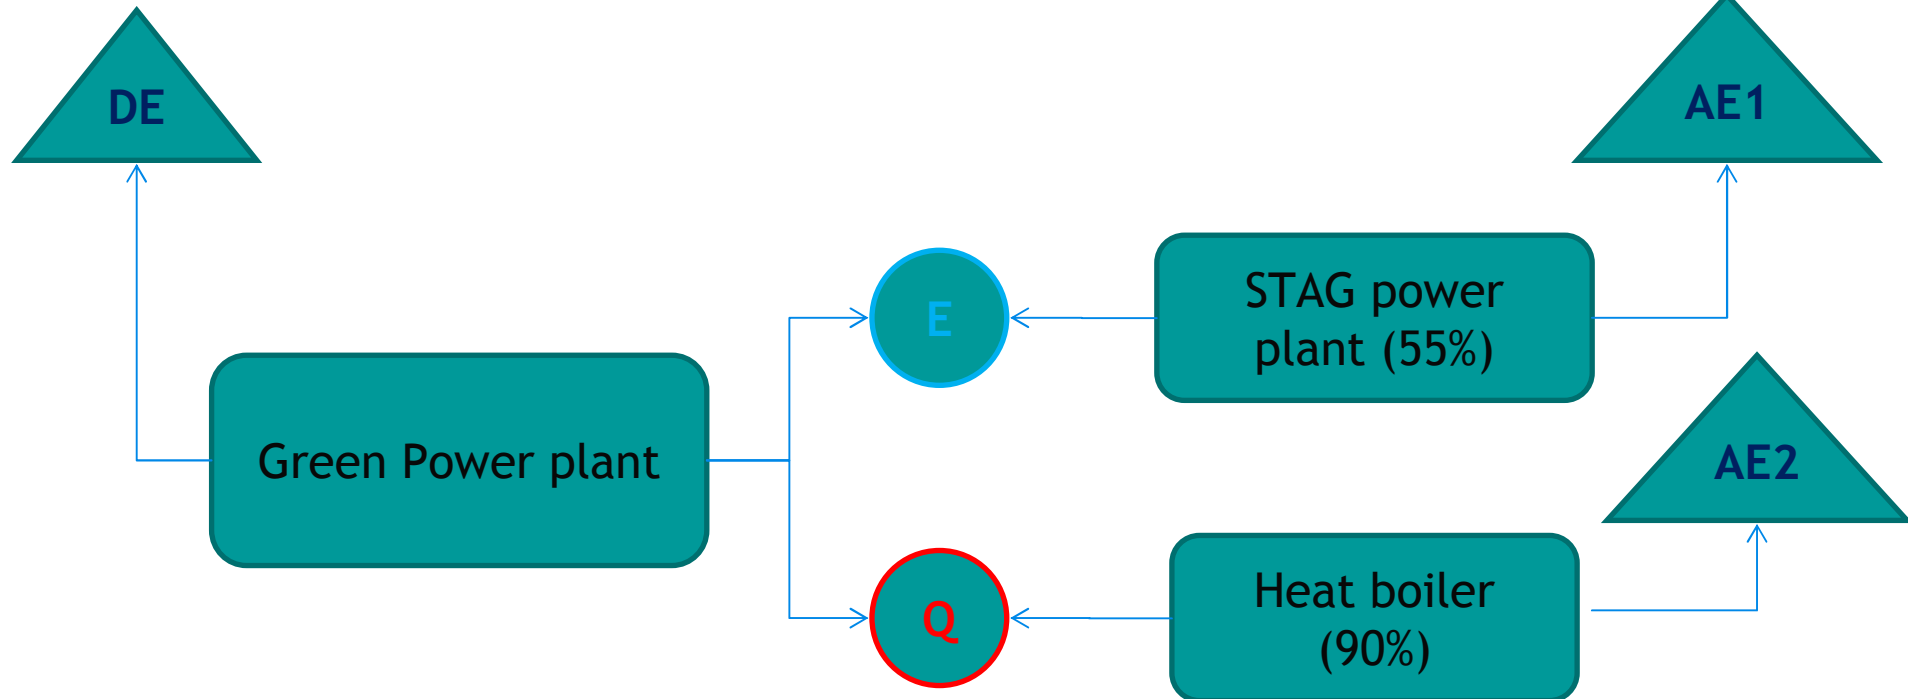 DE
AE1
E
STAG power
plant (55%)
Green Power plant
AE2
Q
Heat boiler
(90%)